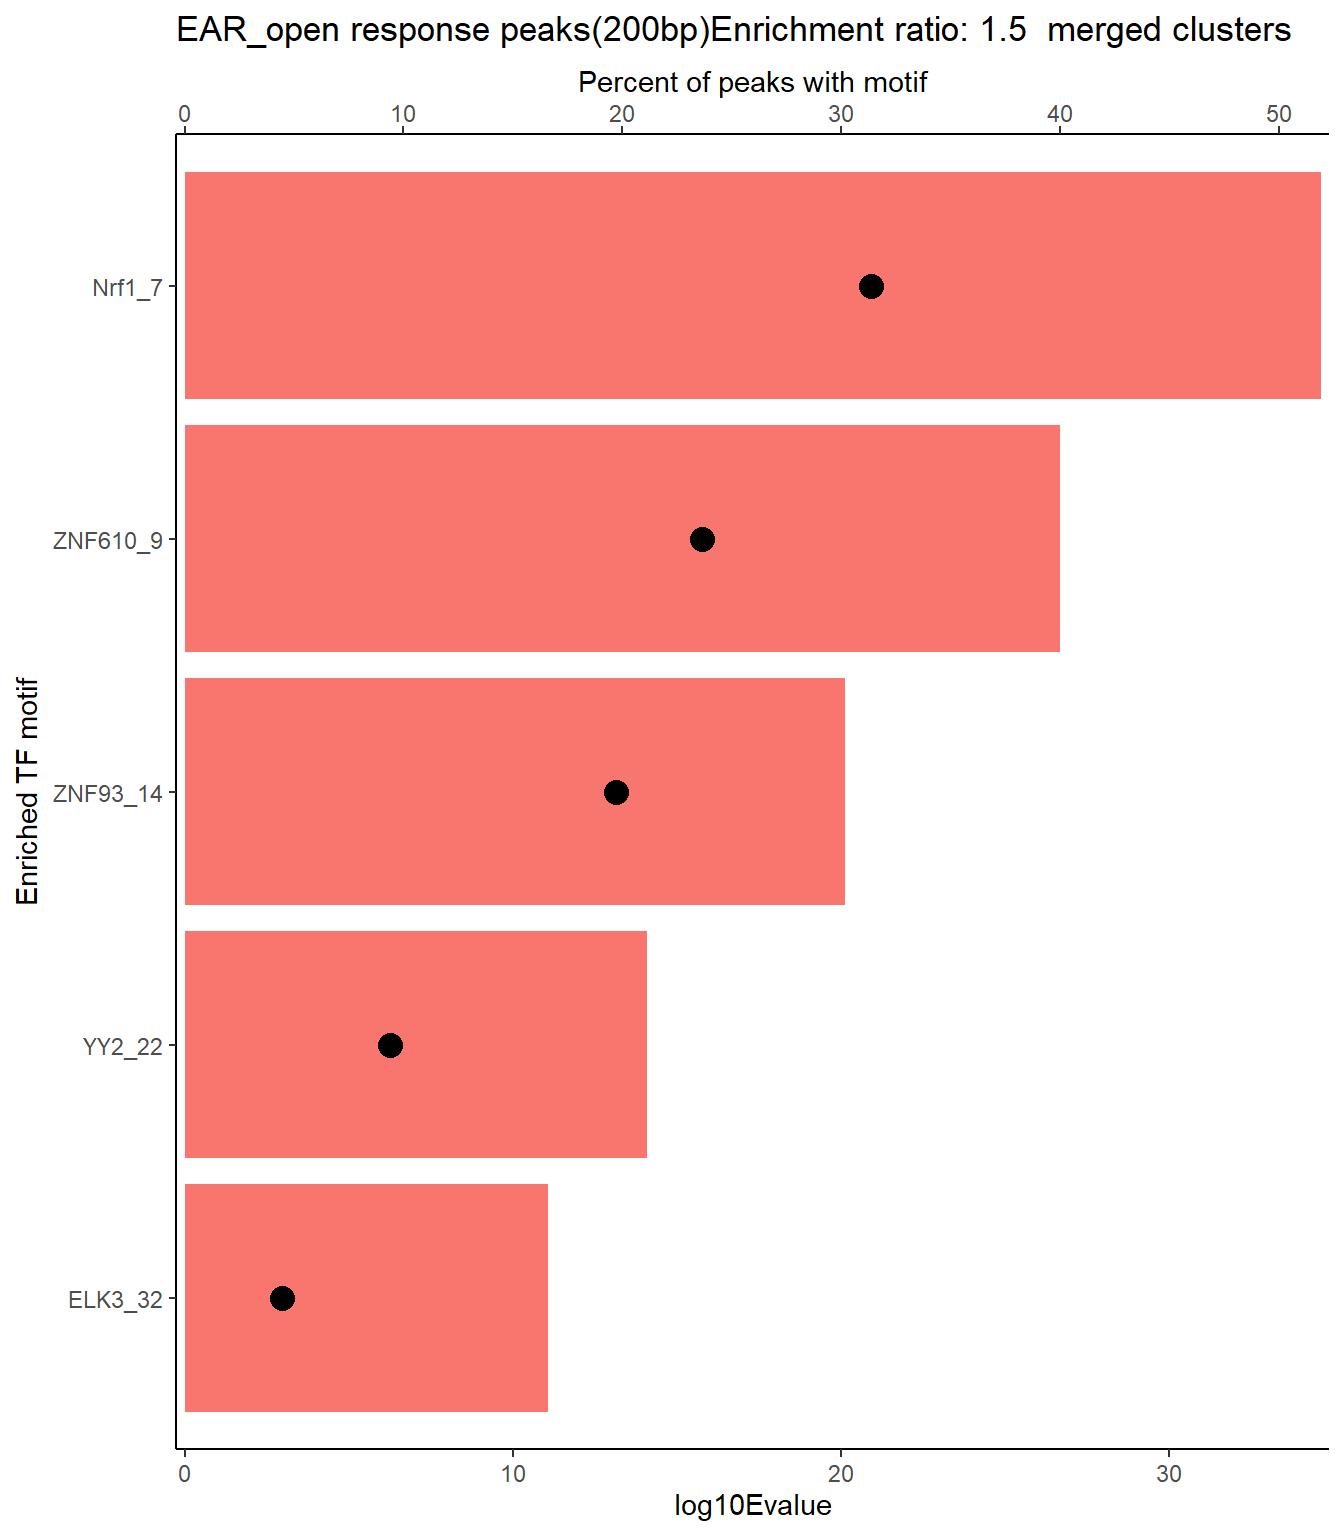 EAR_open response peaks(200bp)Enrichment ratio: 1.5  merged clusters
Percent of peaks with motif
0 10 20 30 40 50
Enriched TF motif
Nrf1_7
ZNF610_9
ZNF93_14
YY2_22
ELK3_32
0 10 20 30
log10Evalue